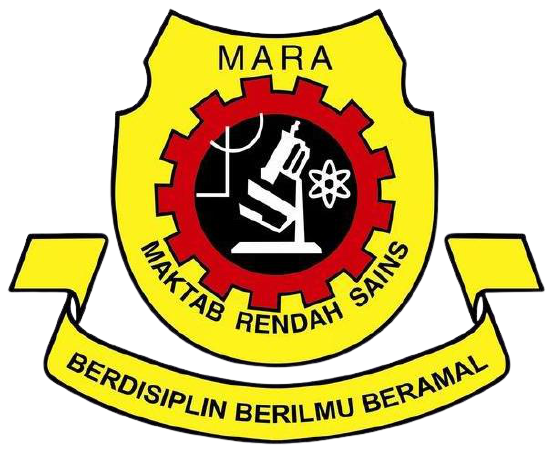 MARA
MAKTAB RENDAH SAINS
BERDISIPLIN BERILMU BERAMAL